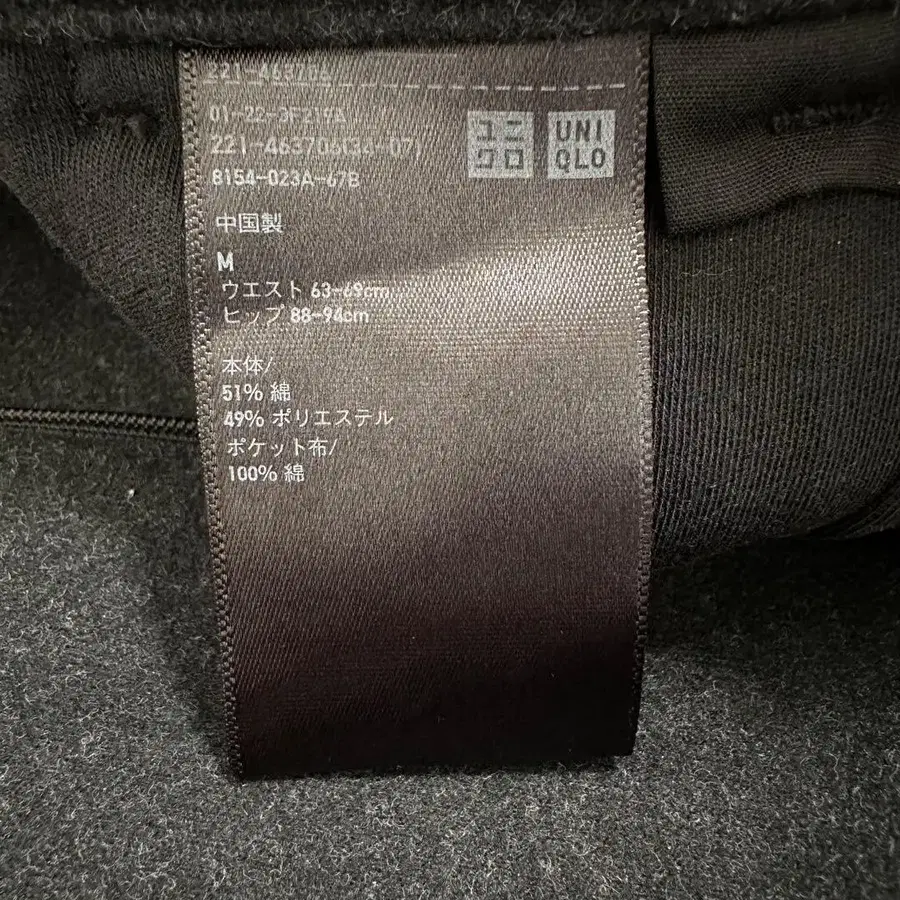 221-463706
01-22-3F219A
221-463706(36-07)
8154-023A-67B
ユニ
クロ
UNI
QLO
中国製
M
ウエスト 63-69cm
ヒップ 88-94cm
本体/
51% 綿
49% ポリエステル
ポケット布/
100% 綿